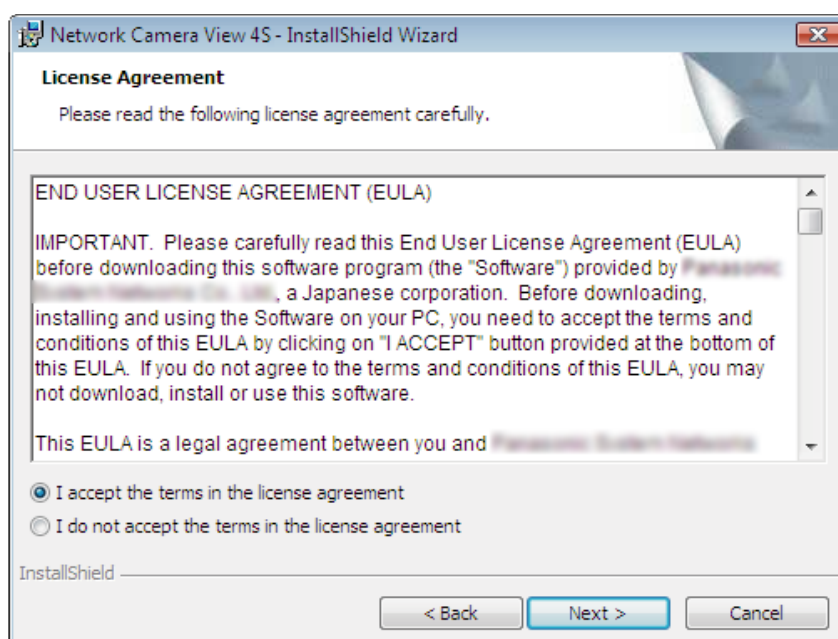 Network Camera View 4S - InstallShield Wizard
License Agreement
Please read the following license agreement carefully.
END USER LICENSE AGREEMENT (EULA)
IMPORTANT.  Please carefully read this End User License Agreement (EULA)
before downloading this software program (the "Software") provided by
, a Japanese corporation.  Before downloading,
installing and using the Software on your PC, you need to accept the terms and
conditions of this EULA by clicking on "I ACCEPT" button provided at the bottom of
this EULA.  If you do not agree to the terms and conditions of this EULA, you may
not download, install or use this software.
This EULA is a legal agreement between you and
I accept the terms in the license agreement
I do not accept the terms in the license agreement
InstallShield
< Back
Next >
Cancel